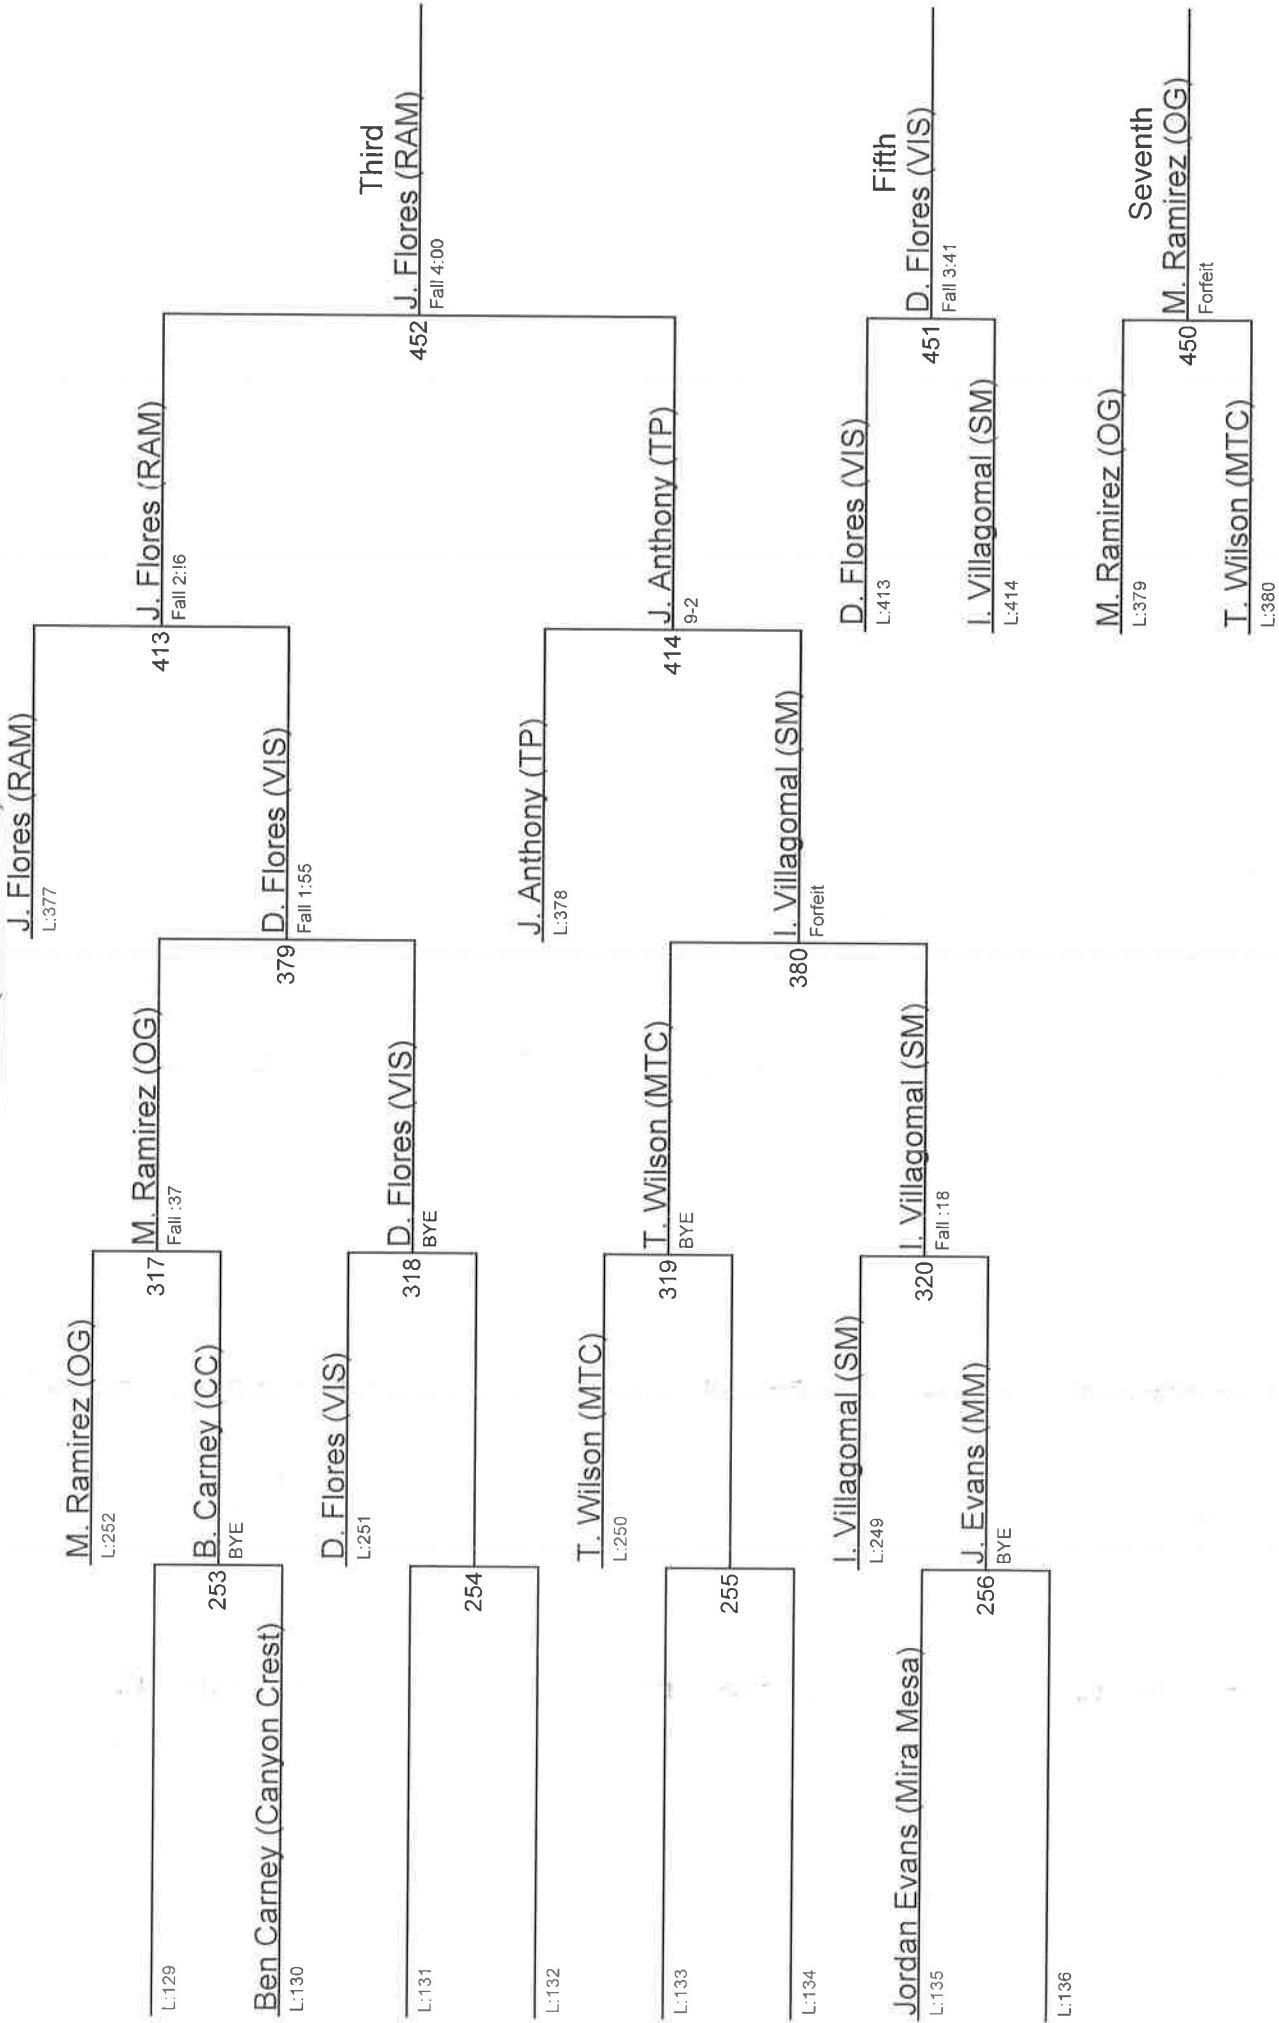 L:129
253
Ben Carney (Canyon Crest)
L:130
L:131
254
L:132
L:133
255
L:134
Jordan Evans (Mira Mesa)
L:135
256
L:136
M. Ramirez (OG)
L:252
317
B. Carney (CC)
BYE
D. Flores (VIS)
L:251
318
T. Wilson (MTC)
L:250
319
I. Villagomal (SM)
L:249
320
J. Evans (MM)
BYE
M. Ramirez (OG)
Fall :37
379
D. Flores (VIS)
BYE
T. Wilson (MTC)
BYE
380
I. Villagomal (SM)
Fall :18
J. Flores (RAM)
L:377
413
D. Flores (VIS)
Fall 1:55
J. Anthony (TP)
L:378
414
I. Villagomal (SM)
Forfeit
J. Flores (RAM)
Fall 2:!6
452
J. Anthony (TP)
9-2
Third
J. Flores (RAM)
Fall 4:00
D. Flores (VIS)
L:413
451
I. Villagomal (SM)
L:414
Fifth
D. Flores (VIS)
Fall 3:41
M. Ramirez (OG)
L:379
450
T. Wilson (MTC)
L:380
Seventh
M. Ramirez (OG)
Forfeit